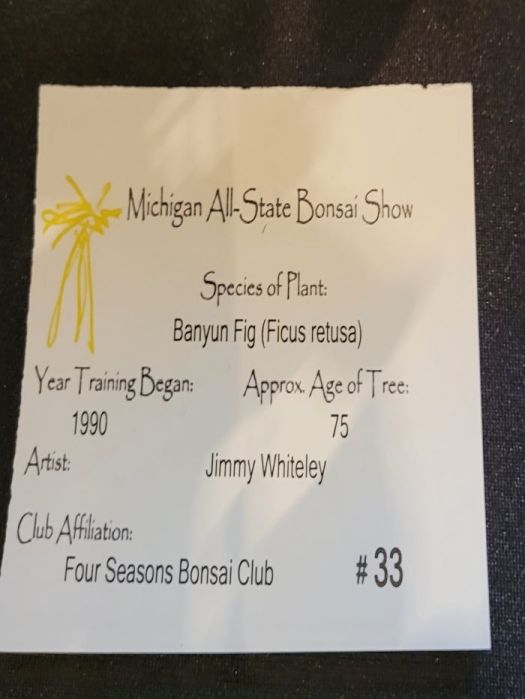 Michigan All-State Bonsai Show
Species of Plant:
Banyun Fig (Ficus retusa)
Year Training Began: Approx. Age of Tree:
1990 75
Artist: Jimmy Whiteley
Club Affiliation:
Four Seasons Bonsai Club # 33